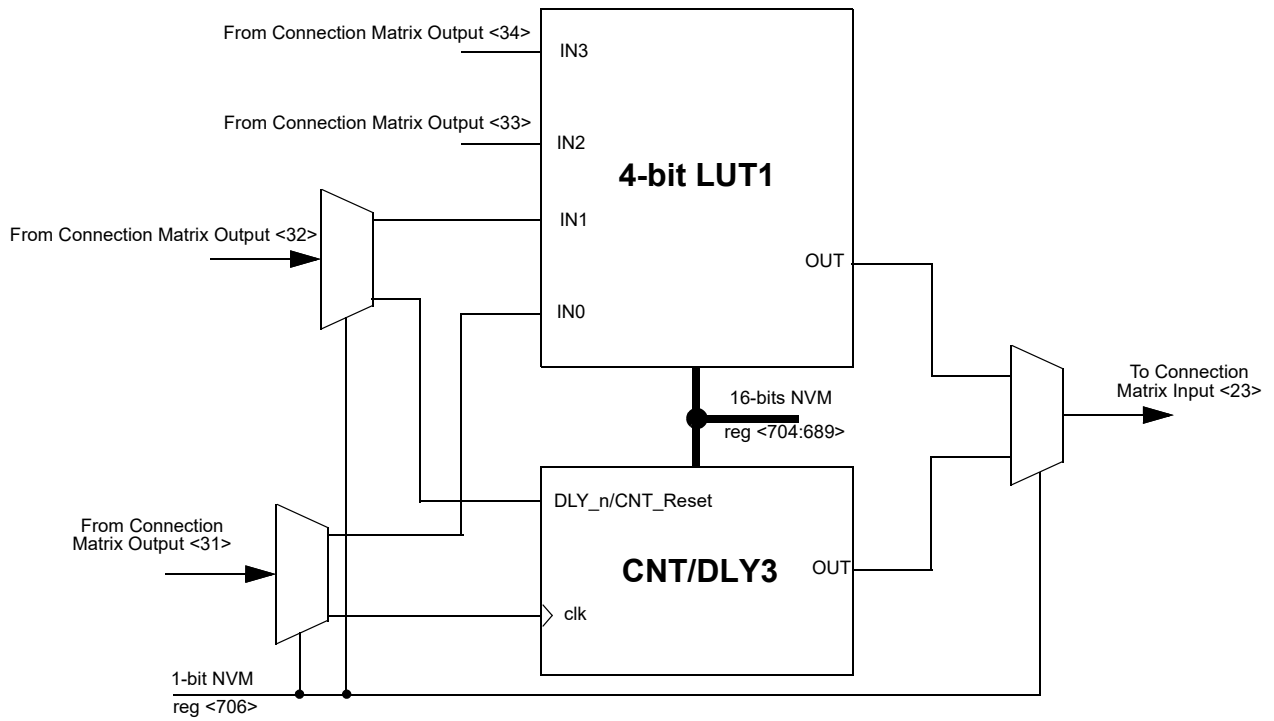 From Connection Matrix Output <34>
IN3
From Connection Matrix Output <33>
IN2
4-bit LUT1
IN1
From Connection Matrix Output <32>
OUT
IN0
To Connection
Matrix Input <23>
16-bits NVM
reg <704:689>
DLY_n/CNT_Reset
From Connection
Matrix Output <31>
CNT/DLY3
OUT
clk
1-bit NVM
reg <706>